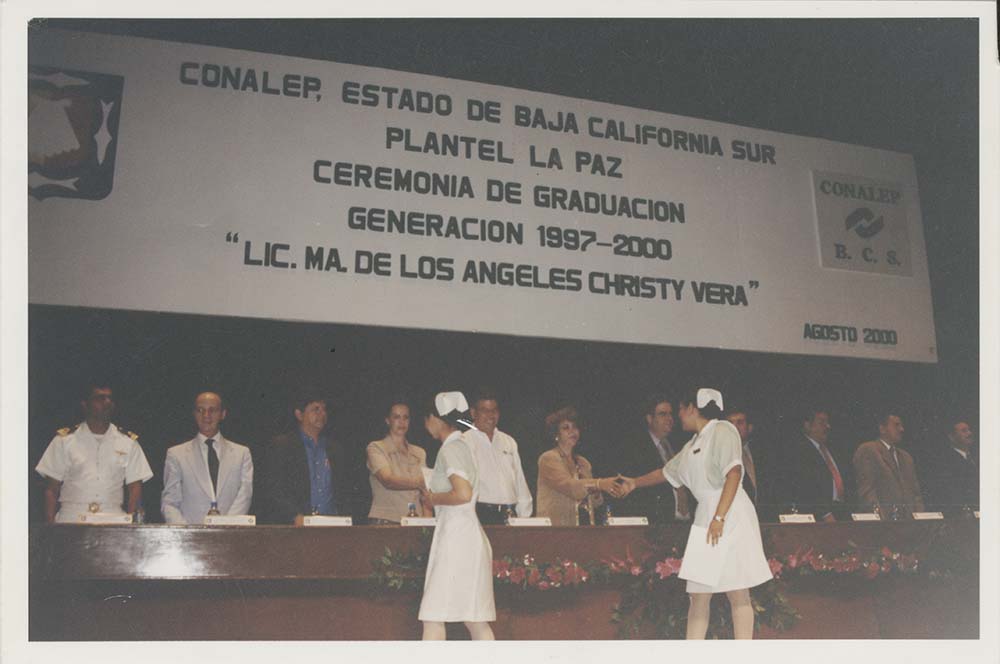 CONALEP, ESTADO DE BAJA CALIFORNIA SUR
PLANTEL LA PAZ
CEREMONIA DE GRADUACION
GENERACION 1997-2000
"LIC. MA. DE LOS ANGELES CHRISTY VERA"
AGOSTO 2000
CONALEP
B. C. S.